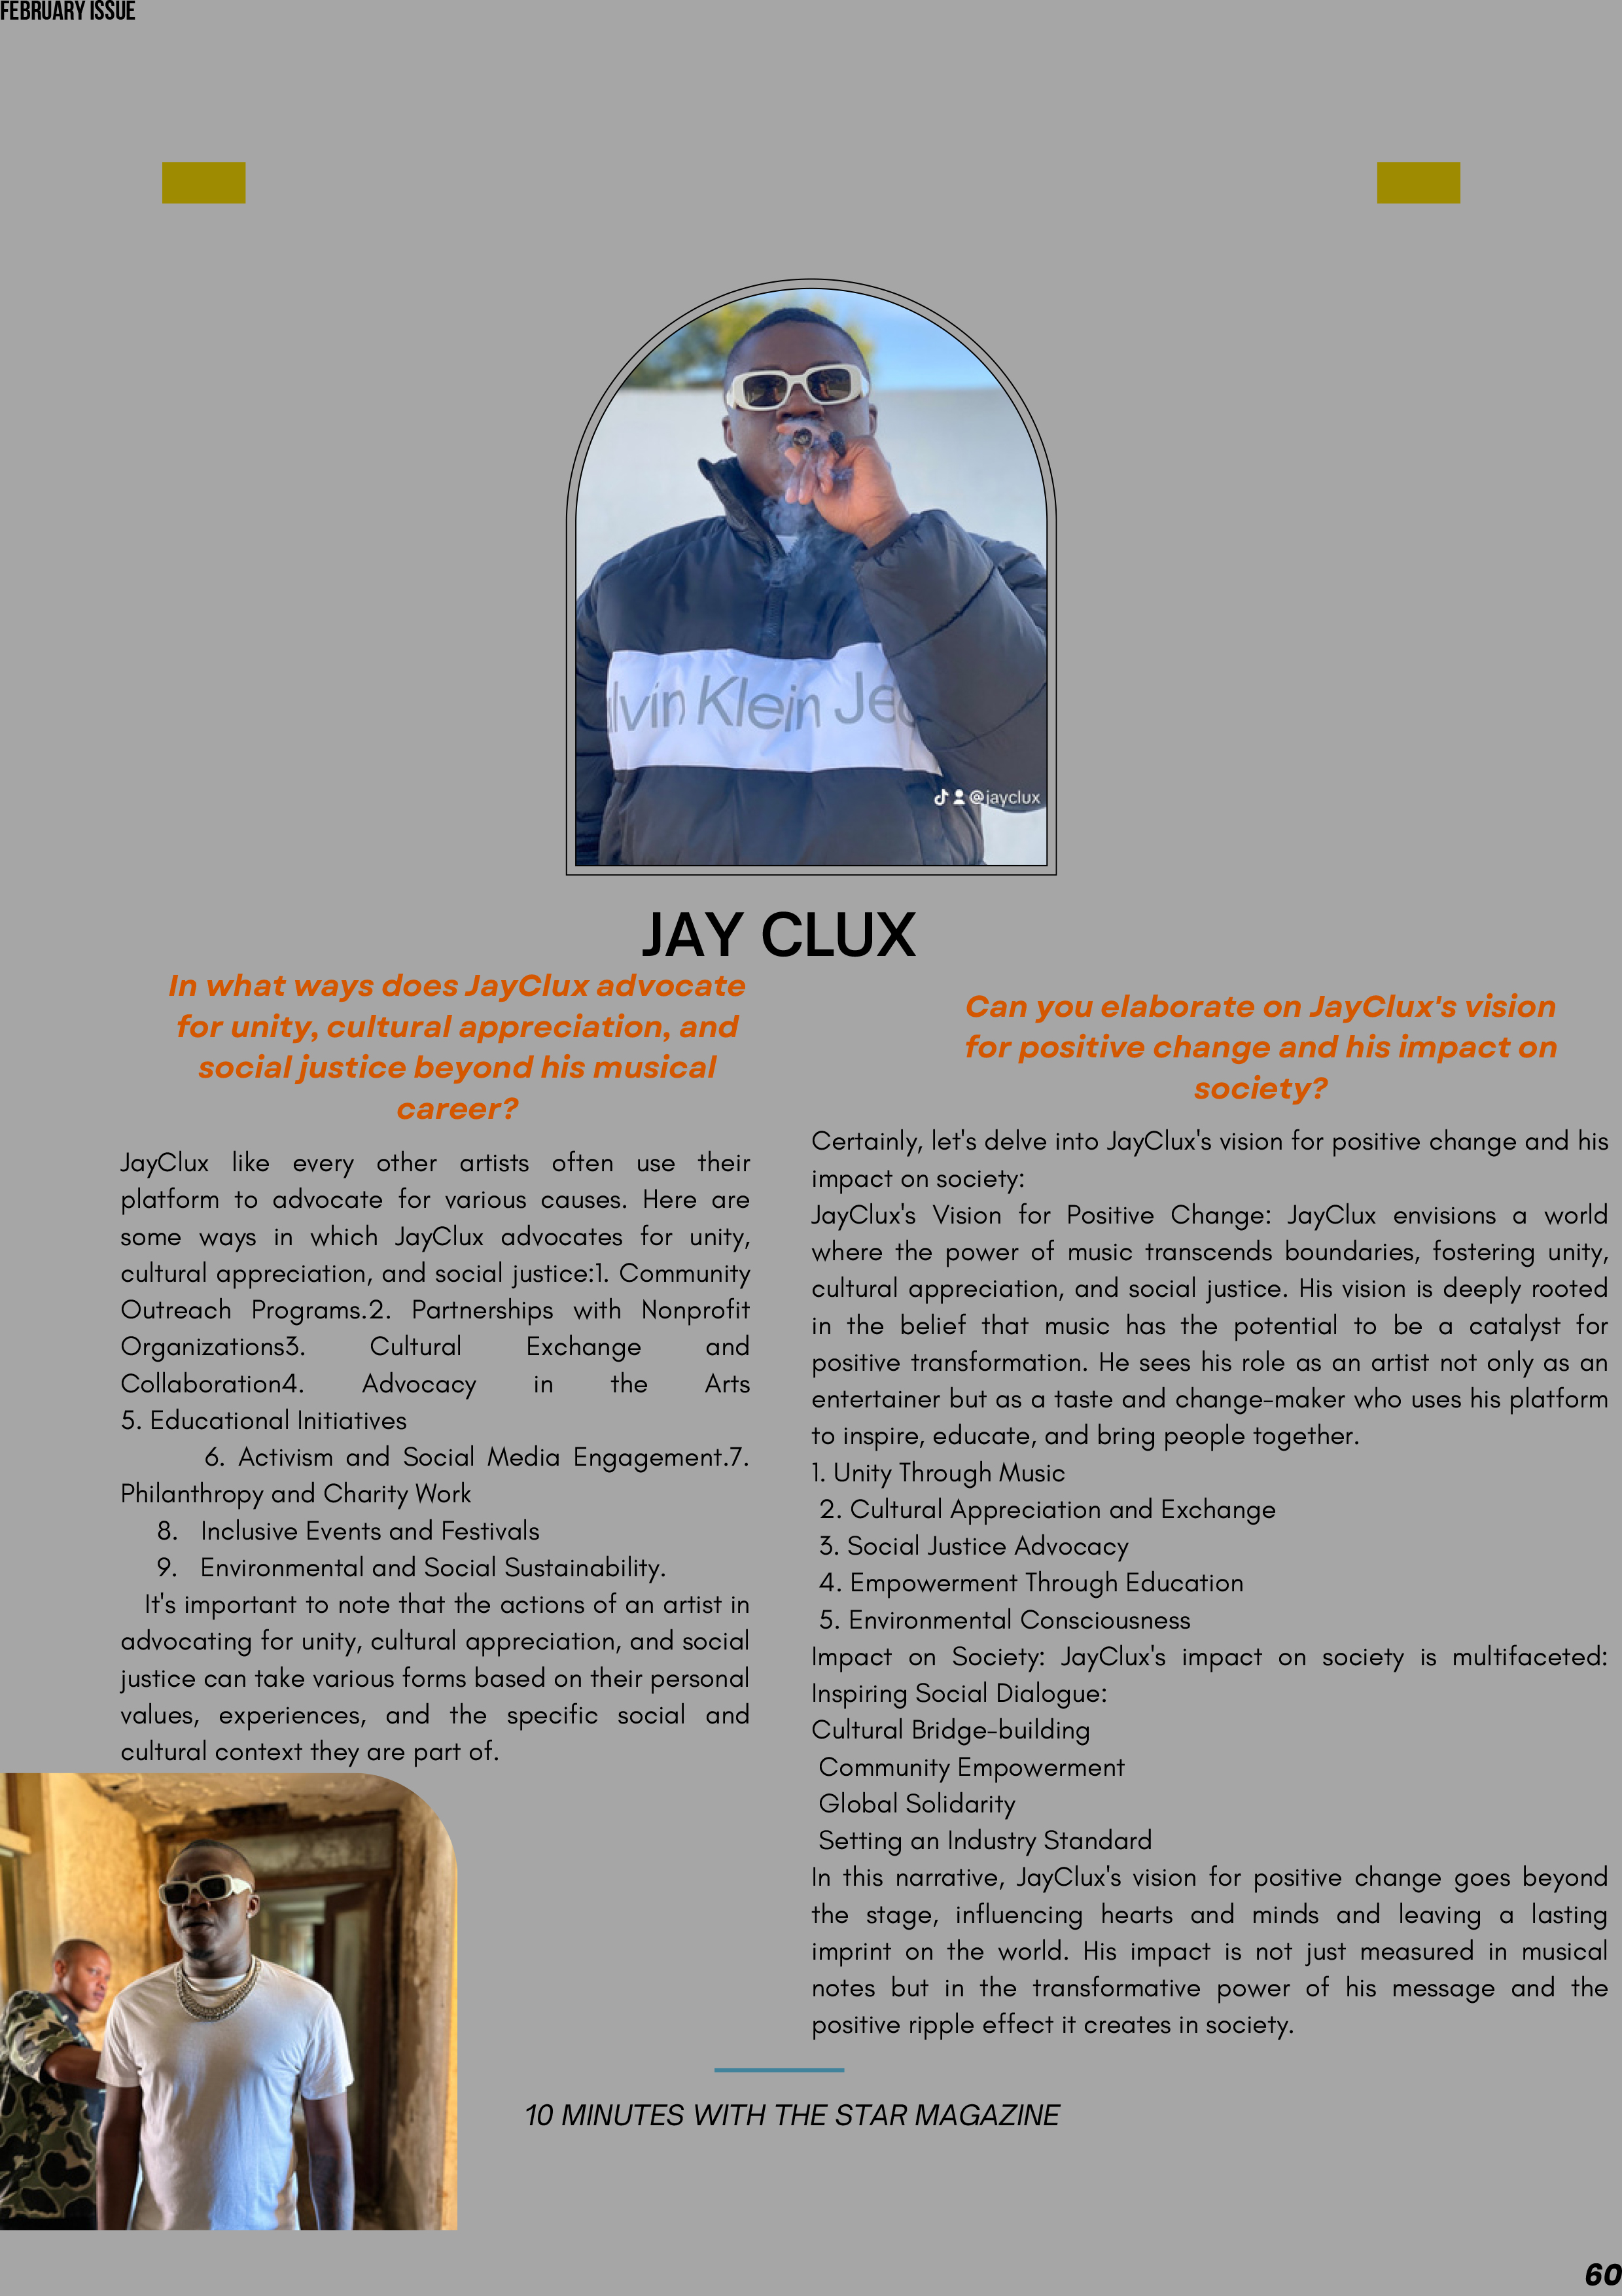 FEBRUARY ISSUE
lvin Klein Je
@jayclux
JAY CLUX
In what ways does JayClux advocate
for unity, cultural appreciation, and
social justice beyond his musical
career?
JayClux like every other artists often use their
platform to advocate for various causes. Here are
some ways in which JayClux advocates for unity,
cultural appreciation, and social justice:1. Community
Outreach Programs.2. Partnerships with Nonprofit
Organizations3. Cultural Exchange and
Collaboration4. Advocacy in the Arts
5. Educational Initiatives
6. Activism and Social Media Engagement.7.
Philanthropy and Charity Work
8. Inclusive Events and Festivals
9. Environmental and Social Sustainability.
It's important to note that the actions of an artist in
advocating for unity, cultural appreciation, and social
justice can take various forms based on their personal
values, experiences, and the specific social and
cultural context they are part of.
Can you elaborate on JayClux's vision
for positive change and his impact on
society?
Certainly, let's delve into JayClux's vision for positive change and his
impact on society:
JayClux's Vision for Positive Change: JayClux envisions a world
where the power of music transcends boundaries, fostering unity,
cultural appreciation, and social justice. His vision is deeply rooted
in the belief that music has the potential to be a catalyst for
positive transformation. He sees his role as an artist not only as an
entertainer but as a taste and change-maker who uses his platform
to inspire, educate, and bring people together.
1. Unity Through Music
2. Cultural Appreciation and Exchange
3. Social Justice Advocacy
4. Empowerment Through Education
5. Environmental Consciousness
Impact on Society: JayClux's impact on society is multifaceted:
Inspiring Social Dialogue:
Cultural Bridge-building
Community Empowerment
Global Solidarity
Setting an Industry Standard
In this narrative, JayClux's vision for positive change goes beyond
the stage, influencing hearts and minds and leaving a lasting
imprint on the world. His impact is not just measured in musical
notes but in the transformative power of his message and the
positive ripple effect it creates in society.
10 MINUTES WITH THE STAR MAGAZINE
60